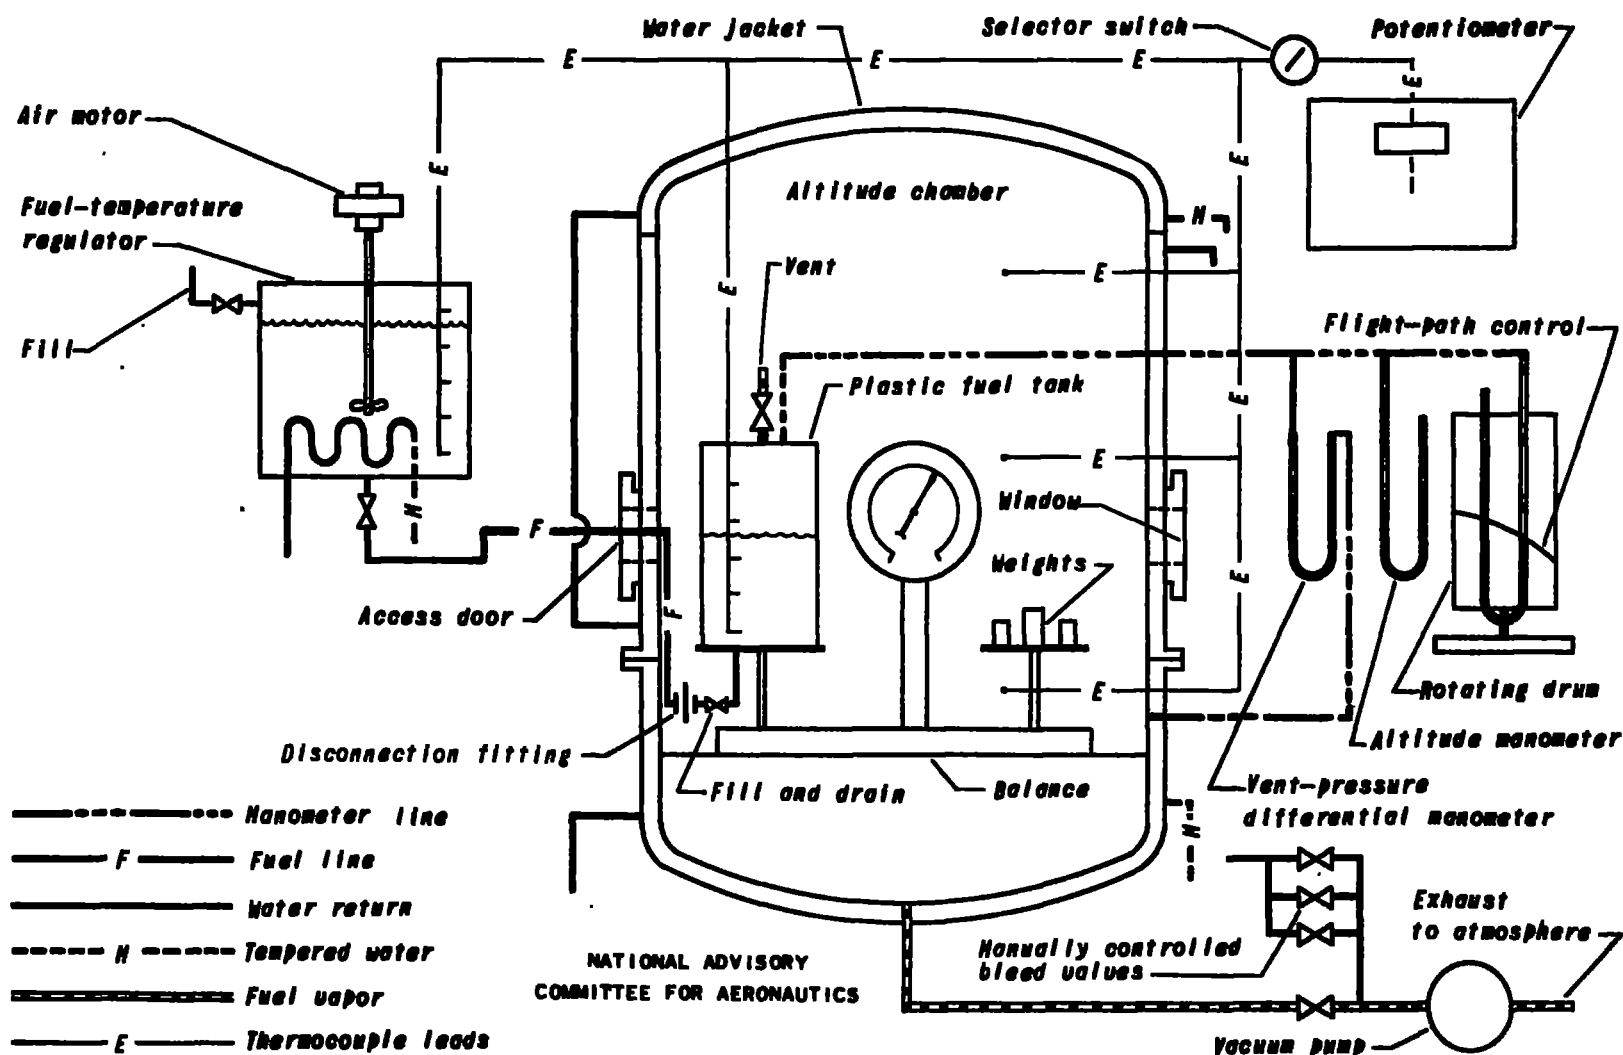 Water jacket
Selector switch
Potentiometer
E E E
E
Air motor
E
E
Altitude chamber
Fuel-temperature
regulator
M
Vent
E
E
Fill
Flight-path control
Plastic fuel tank
E
E
Window
M
F
Weights
E
Access door
F
E
Rotating drum
Disconnection fitting
Altitude manometer
Fill and drain
Balance
Vent-pressure
differential manometer
M
Manometer line
F Fuel line
Water return
M Tempered water
Fuel vapor
E Thermocouple leads
NATIONAL ADVISORY
COMMITTEE FOR AERONAUTICS
Manually controlled
bleed values
Exhaust
to atmosphere
Vacuum pump